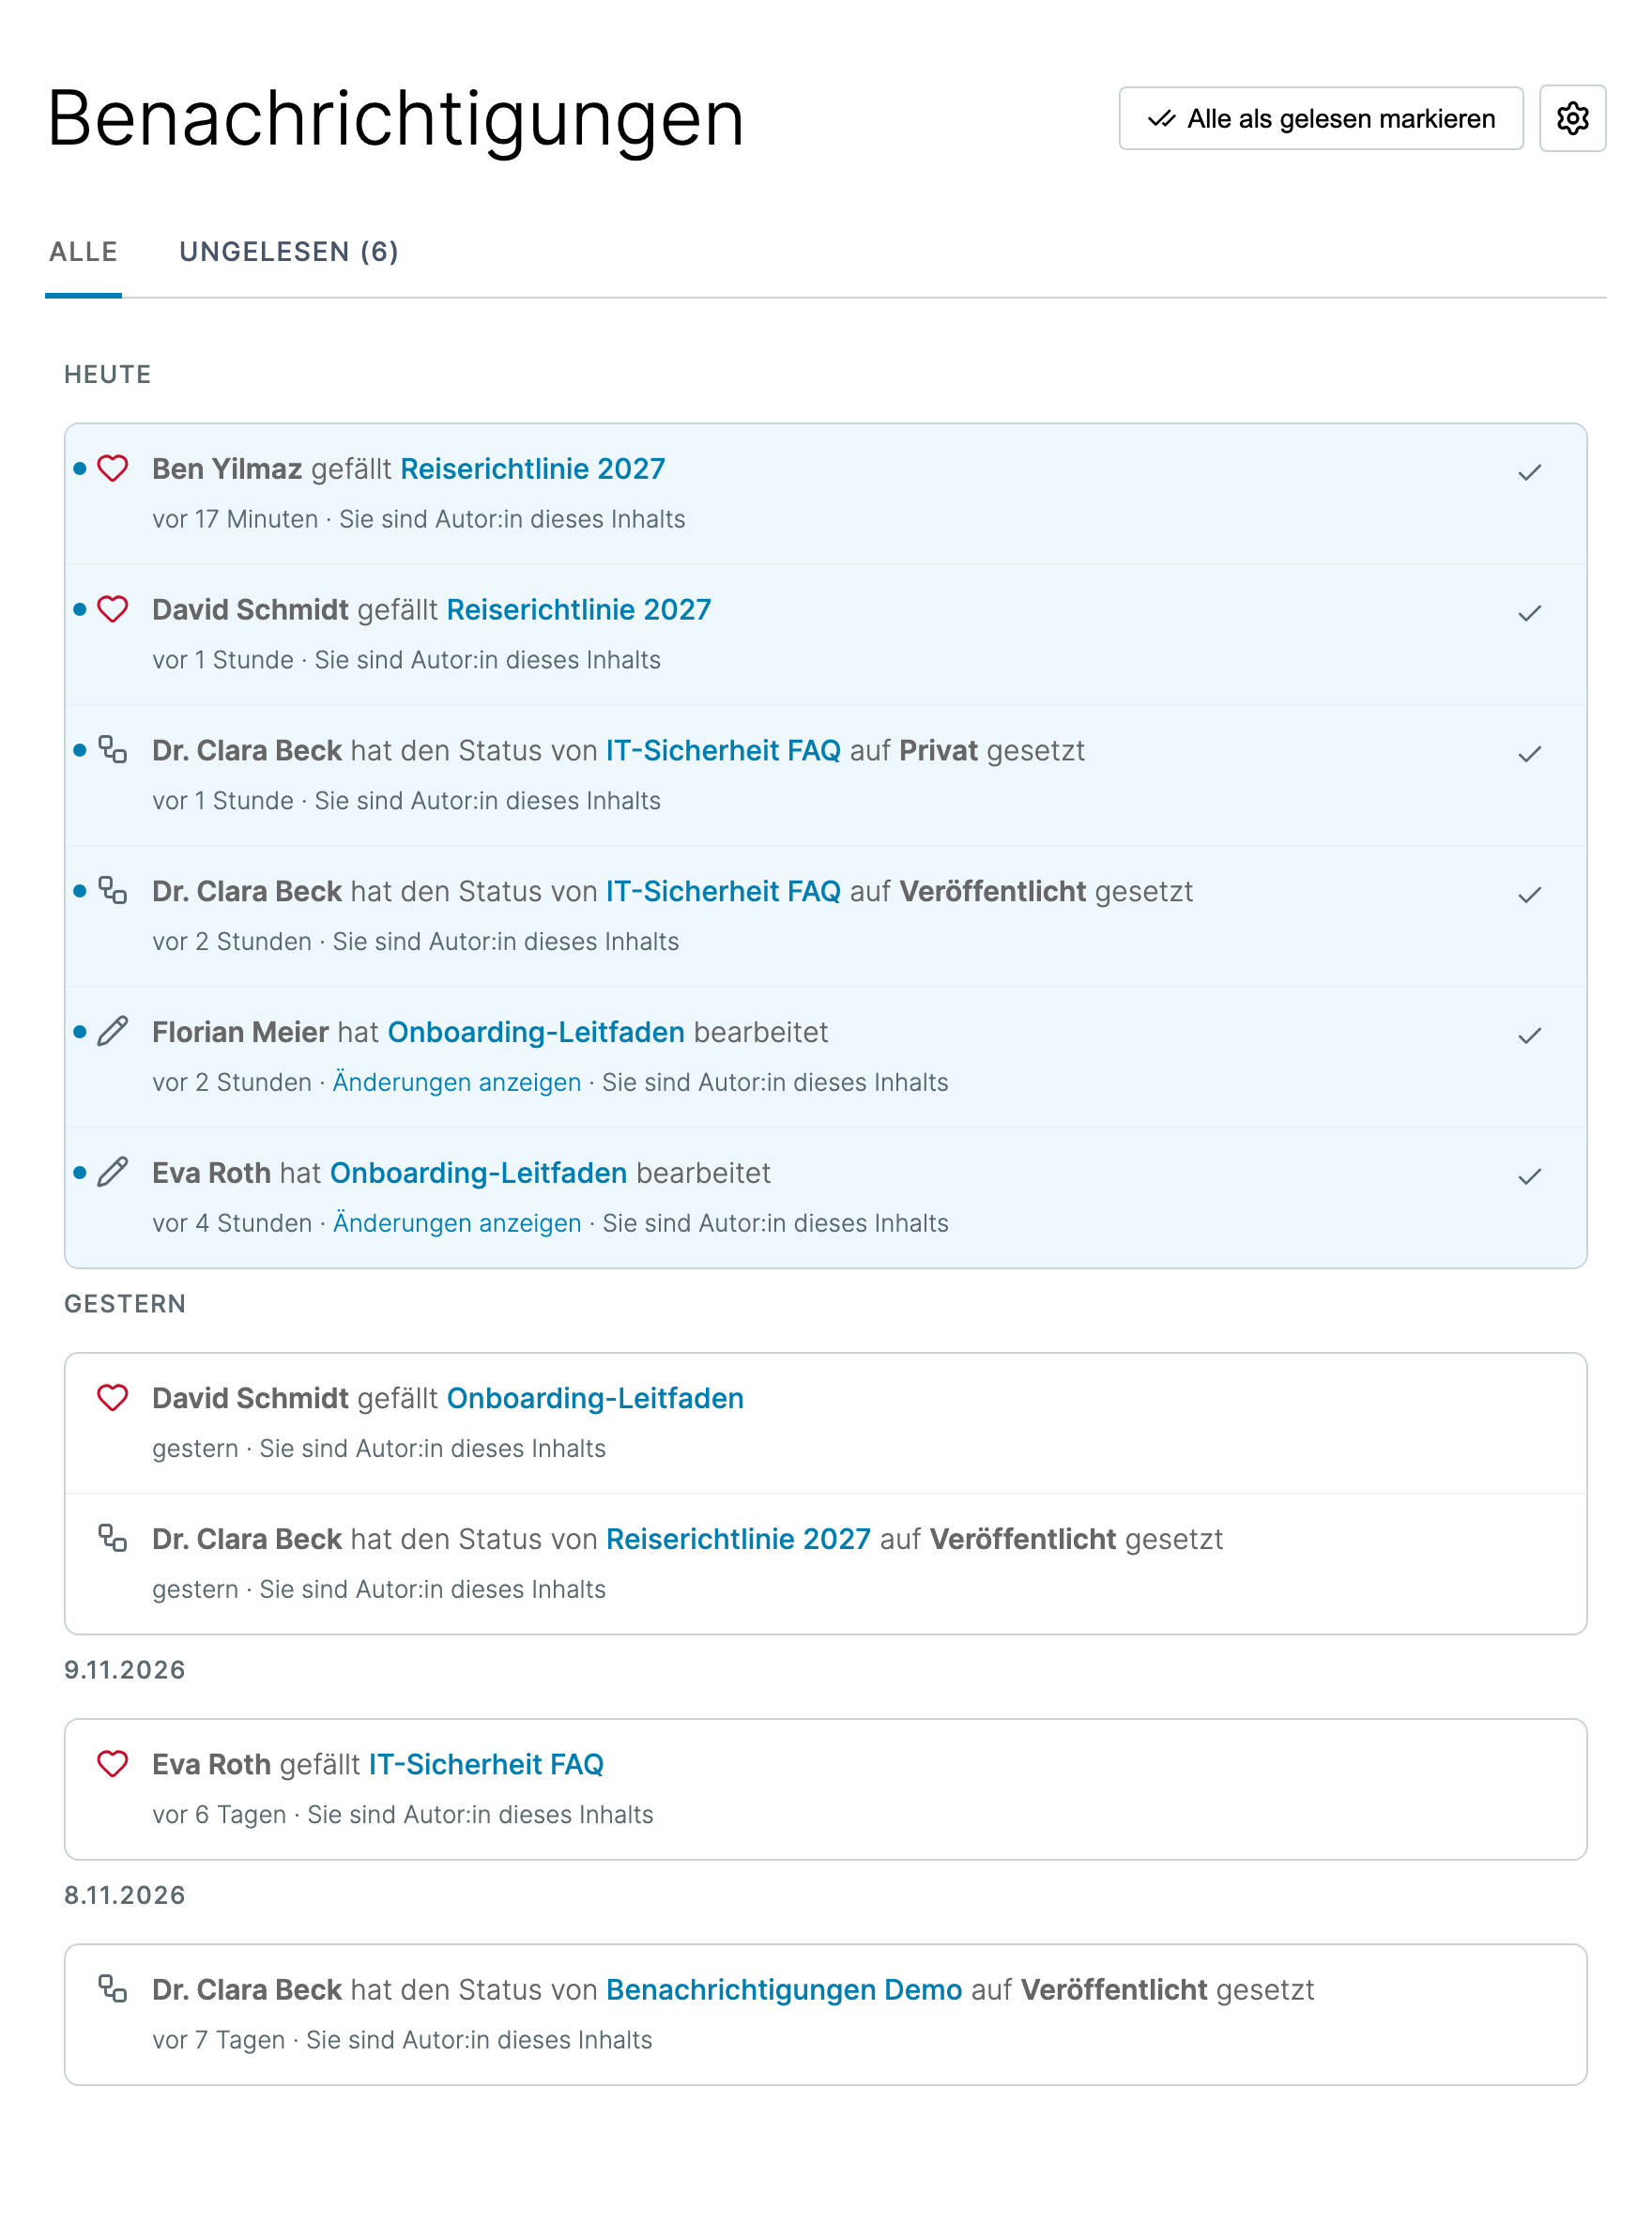 Benachrichtigungen
Alle als gelesen markieren
ALLE
UNGELESEN (6)
HEUTE
Ben Yilmaz gefällt Reiserichtlinie 2027
vor 17 Minuten · Sie sind Autor:in dieses Inhalts
David Schmidt gefällt Reiserichtlinie 2027
vor 1 Stunde · Sie sind Autor:in dieses Inhalts
Dr. Clara Beck hat den Status von IT-Sicherheit FAQ auf Privat gesetzt
vor 1 Stunde · Sie sind Autor:in dieses Inhalts
Dr. Clara Beck hat den Status von IT-Sicherheit FAQ auf Veröffentlicht gesetzt
vor 2 Stunden · Sie sind Autor:in dieses Inhalts
Florian Meier hat Onboarding-Leitfaden bearbeitet
vor 2 Stunden · Änderungen anzeigen · Sie sind Autor:in dieses Inhalts
Eva Roth hat Onboarding-Leitfaden bearbeitet
vor 4 Stunden · Änderungen anzeigen · Sie sind Autor:in dieses Inhalts
GESTERN
David Schmidt gefällt Onboarding-Leitfaden
gestern · Sie sind Autor:in dieses Inhalts
Dr. Clara Beck hat den Status von Reiserichtlinie 2027 auf Veröffentlicht gesetzt
gestern · Sie sind Autor:in dieses Inhalts
9.11.2026
Eva Roth gefällt IT-Sicherheit FAQ
vor 6 Tagen · Sie sind Autor:in dieses Inhalts
8.11.2026
Dr. Clara Beck hat den Status von Benachrichtigungen Demo auf Veröffentlicht gesetzt
vor 7 Tagen · Sie sind Autor:in dieses Inhalts